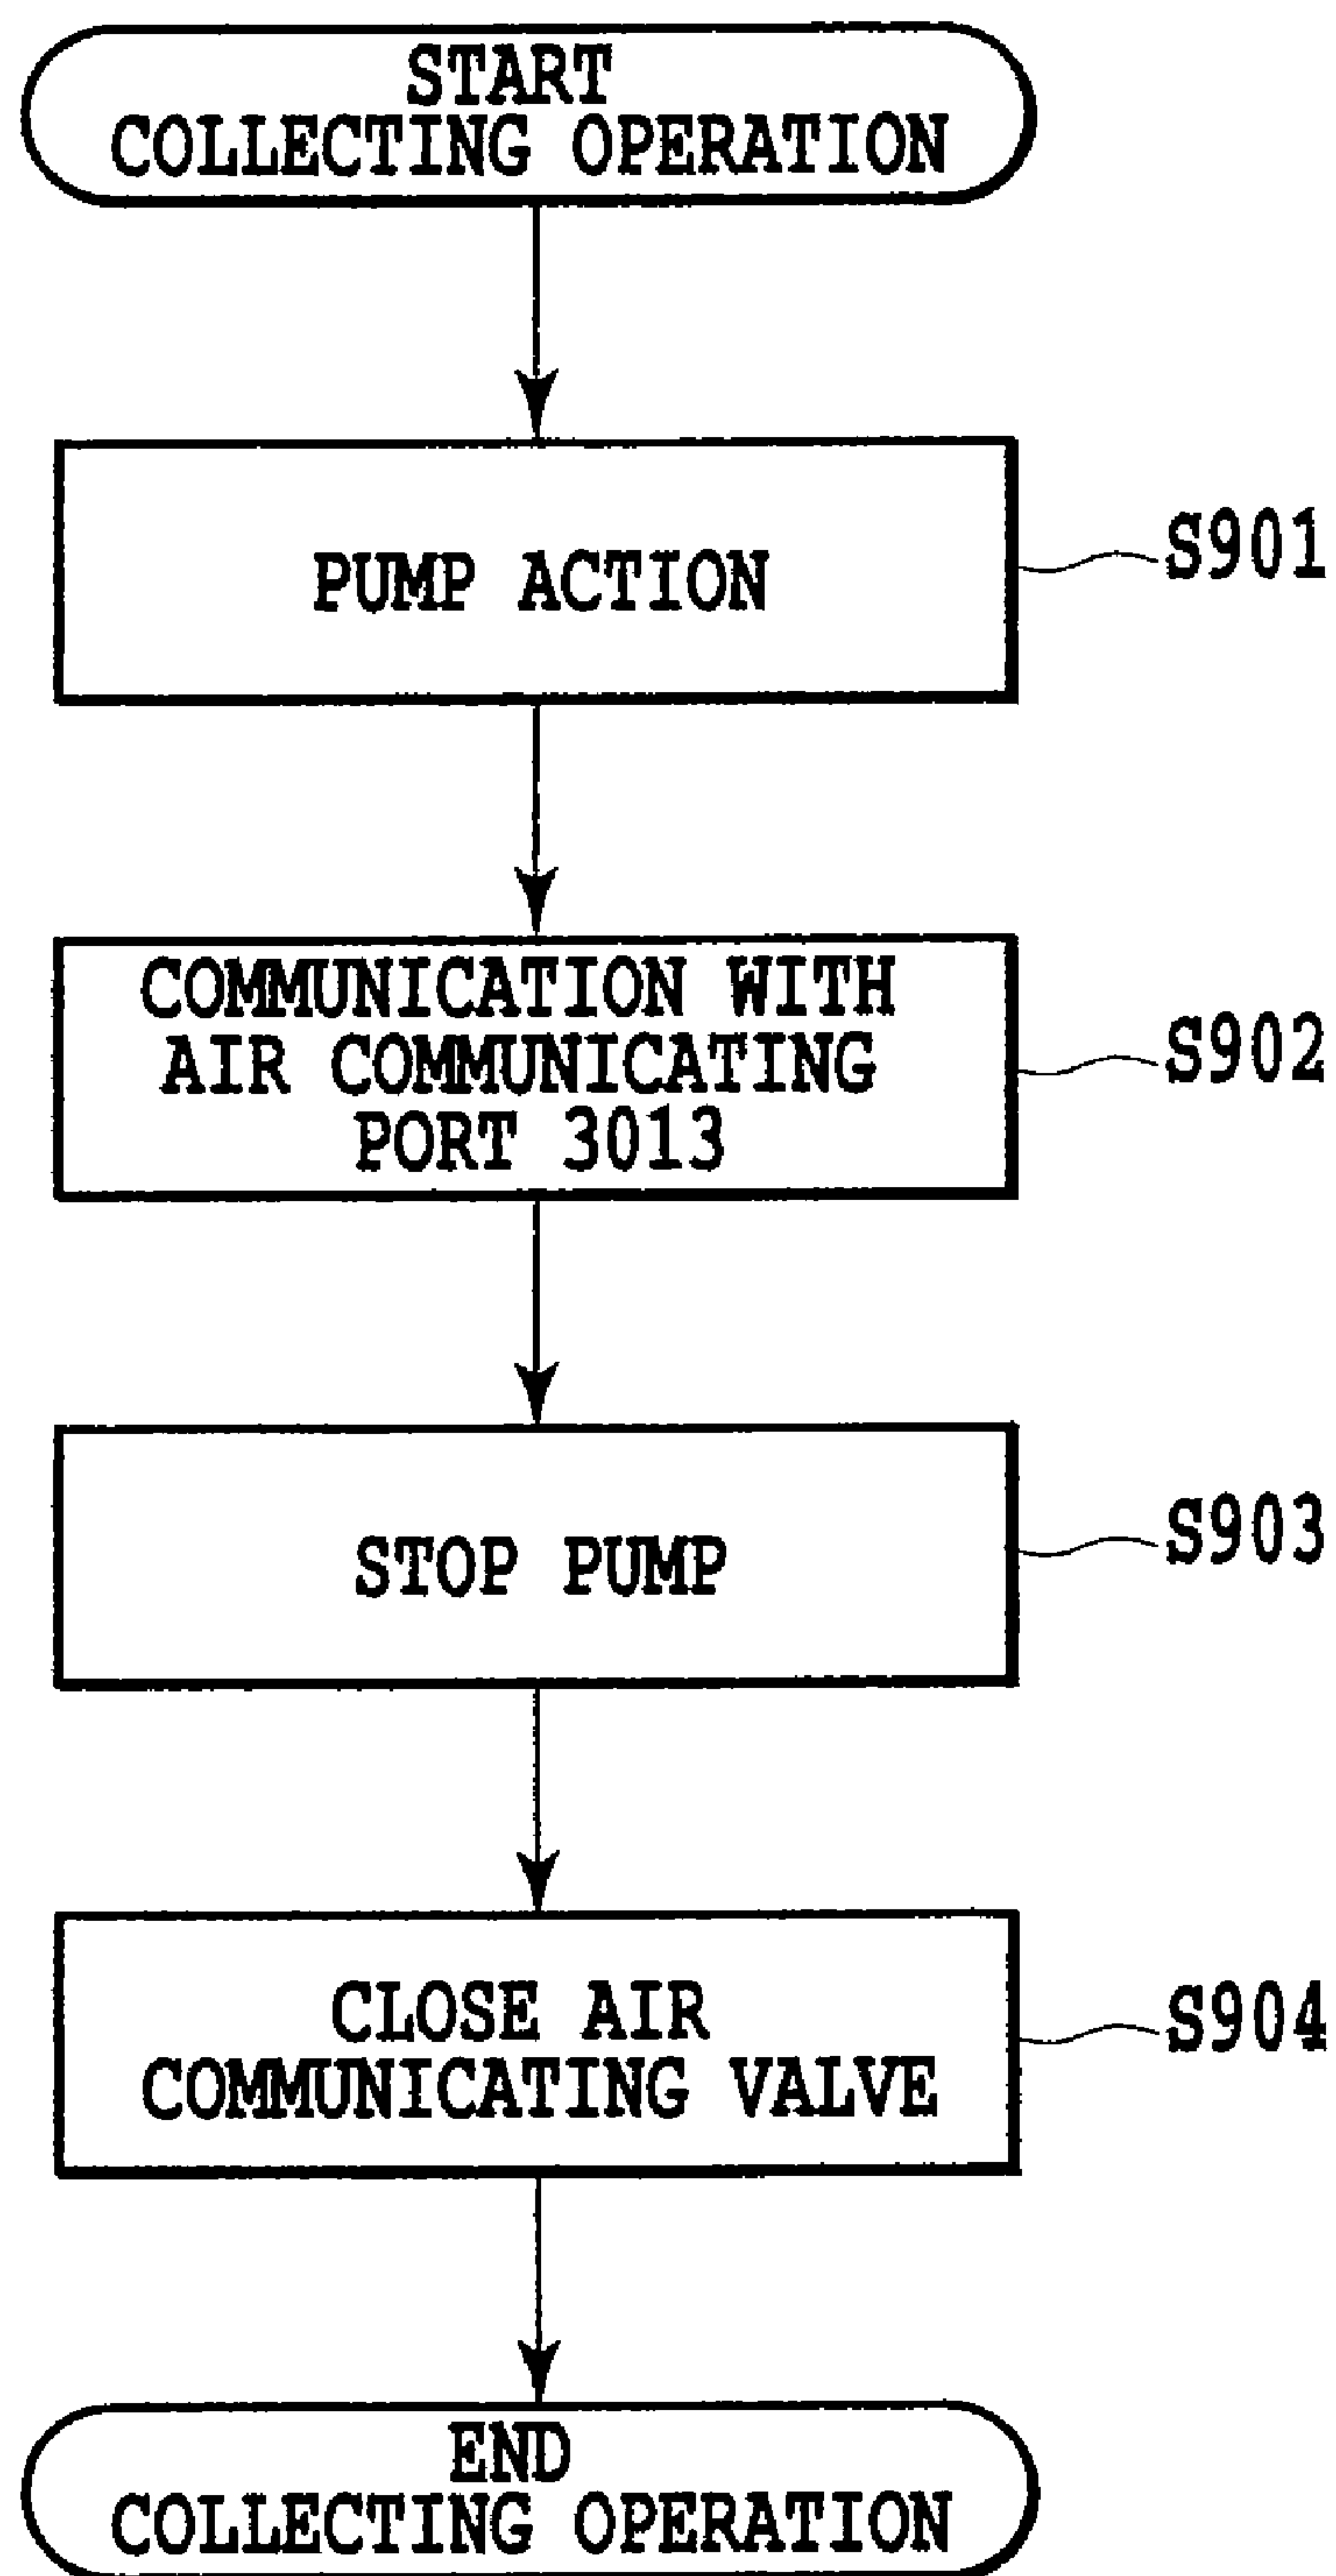 START
COLLECTING OPERATION
PUMP ACTION
S901
COMMUNICATION WITH
AIR COMMUNICATING
PORT 3013
S902
STOP PUMP
S903
CLOSE AIR
COMMUNICATING VALVE
S904
END
COLLECTING OPERATION